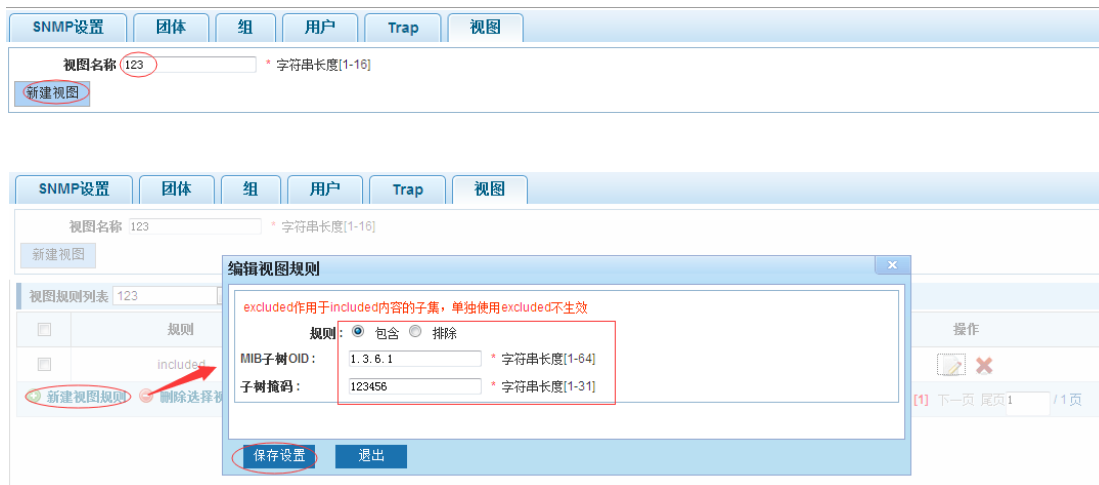 SNMP设置 团体 组 用户 Trap 视图
视图名称 123 * 字符串长度[1-16]
新建视图
SNMP设置 团体 组 用户 Trap 视图
视图名称 123 * 字符串长度[1-16]
新建视图
编辑视图规则
视图规则列表 123
excluded作用于included内容的子集，单独使用excluded不生效
规则 规则： 包含 排除 操作
included MIB子树OID： 1.3.6.1 * 字符串长度[1-64]
子树掩码： 123456 * 字符串长度[1-31]
新建视图规则 删除选择视 [1] 下一页 尾页 1 / 1页
保存设置 退出